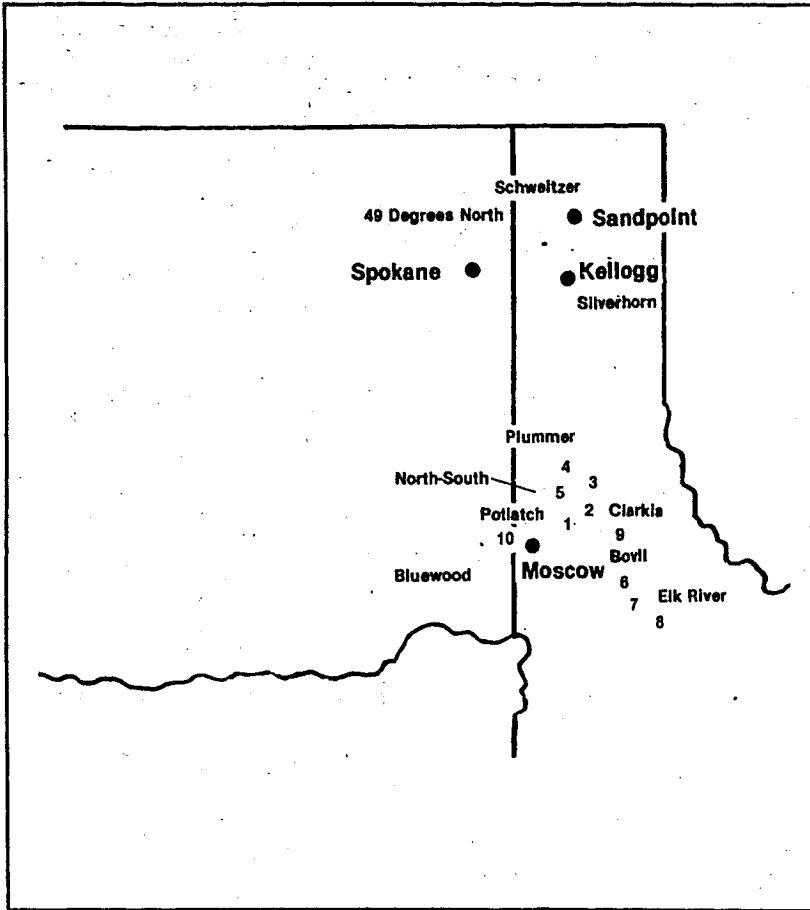 Schweitzer
49 Degrees North
Sandpoint
Spokane
Kellogg
Silverhorn
Plummer
4
North-South
3
5
2
Clarkia
Potlatch
1
10
9
Bovil
Moscow
Bluewood
6
Elk River
7
8